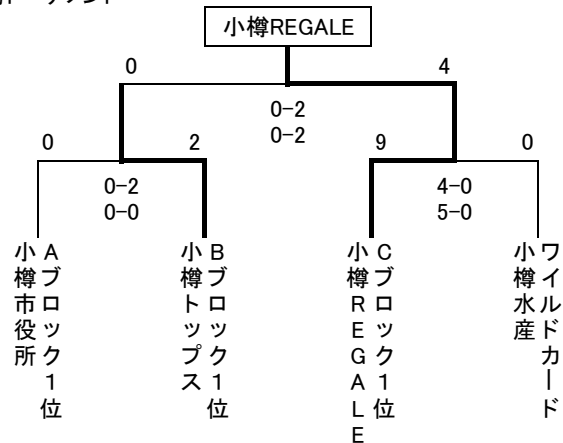 小樽REGALE
0
4
0-2
0-2
0
2
9
0
0-2
0-0
4-0
5-0
Aブロック1位
小樽市役所
Bブロック1位
小樽トップス
Cブロック1位
小樽REGALE
ワイルドカード
小樽水産